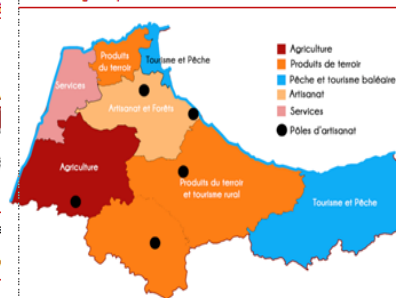 Produits
du terroir
Tourisme et Pêche
Services
Artisanat et Forêts
Agriculture
Produits du terroir
et tourisme rural
Tourisme et Pêche
Agriculture
Produits de terroir
Pêche et tourisme baléaire
Artisanat
Services
Pôles d'artisanat